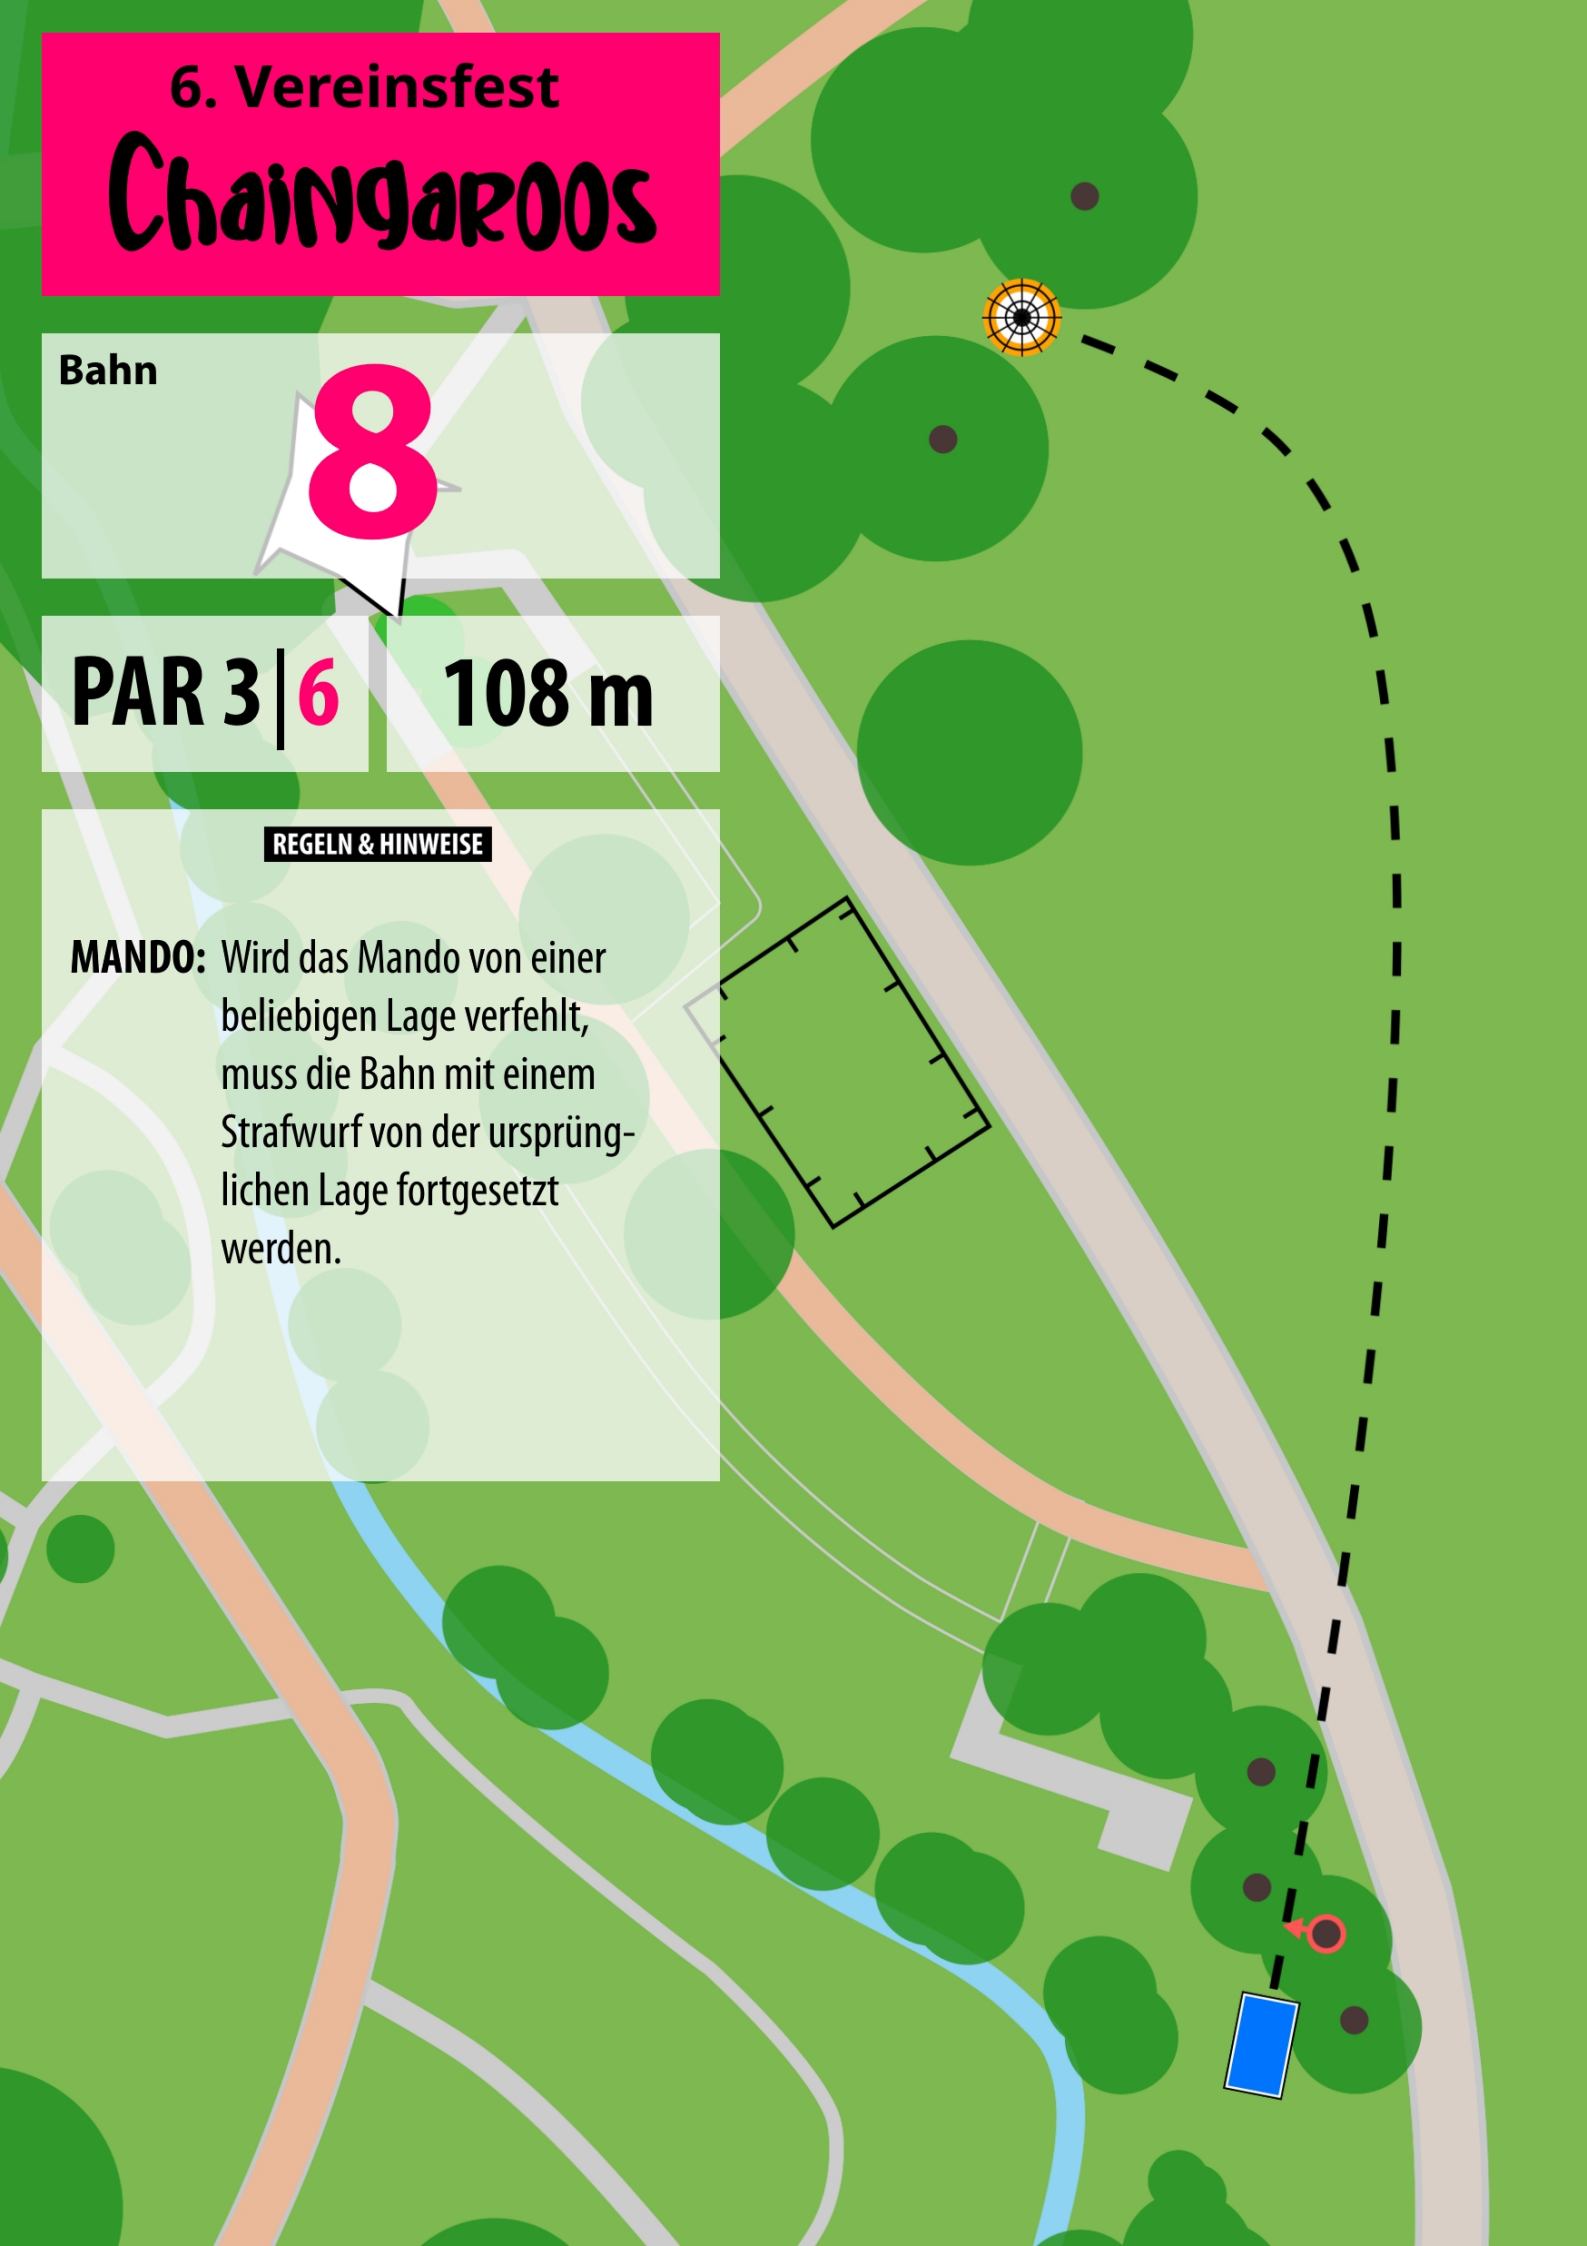 6. Vereinsfest
Chaingaroos
Bahn
8
PAR 3|6
108 m
REGELN & HINWEISE
MANDO: Wird das Mando von einer
beliebigen Lage verfehlt,
muss die Bahn mit einem
Strafwurf von der ursprüng-
lichen Lage fortgesetzt
werden.